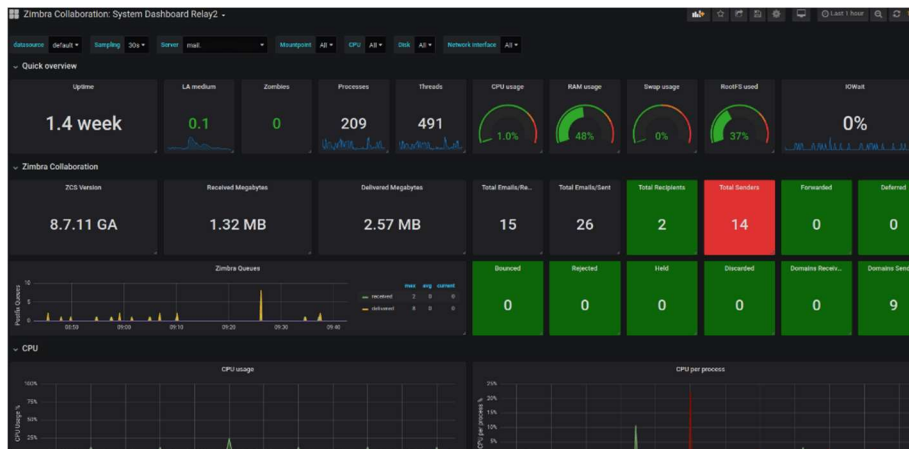 Zimbra Collaboration: System Dashboard Relay2
Last 1 hour
datasource default Sampling 30s Server mail. Mountpoint All CPU All Disk All Network Interface All
Quick overview
Uptime LA medium Zombies Processes Threads CPU usage RAM usage Swap usage RootFS used IOWait
1.4 week 0.1 0 209 491 1.0% 48% 0% 37% 0%
Zimbra Collaboration
ZCS Version Received Megabytes Delivered Megabytes Total Emails/Re... Total Emails/Sent Total Recipients Total Senders Forwarded Deferred
8.7.11 GA 1.32 MB 2.57 MB 15 26 2 14 0 0
Zimbra Queues Bounced Rejected Held Discarded Domains Receiv... Domains Sen
0 0 0 0 0 9
max avg current
received 2 0 0
delivered 8 0 0
Postfix Queues
10
5
0
08:50 09:00 09:10 09:20 09:30 09:40
CPU
CPU usage CPU per process
CPU Usage %
100%
75%
50%
25%
CPU per process %
25%
20%